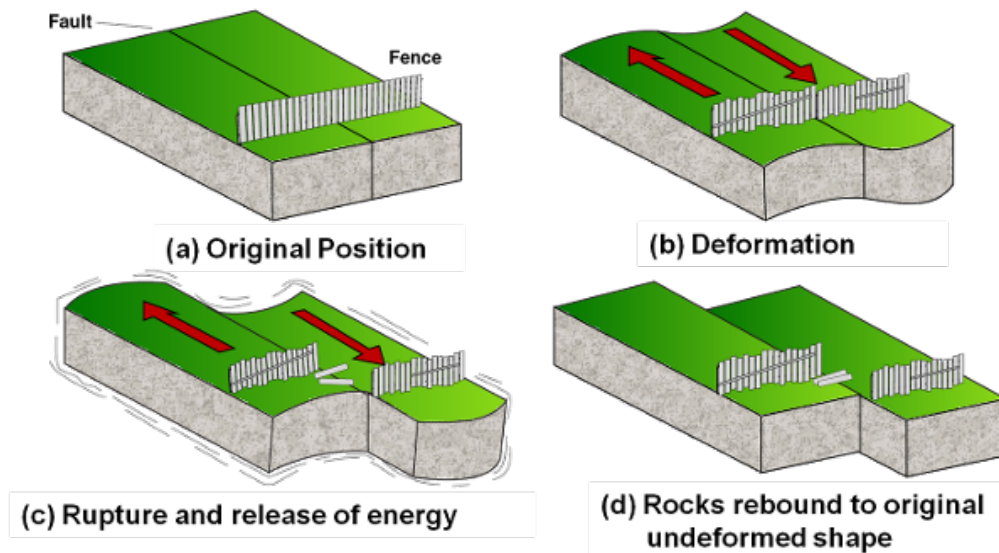 Fault
Fence
(a) Original Position
(b) Deformation
(c) Rupture and release of energy
(d) Rocks rebound to original
undeformed shape